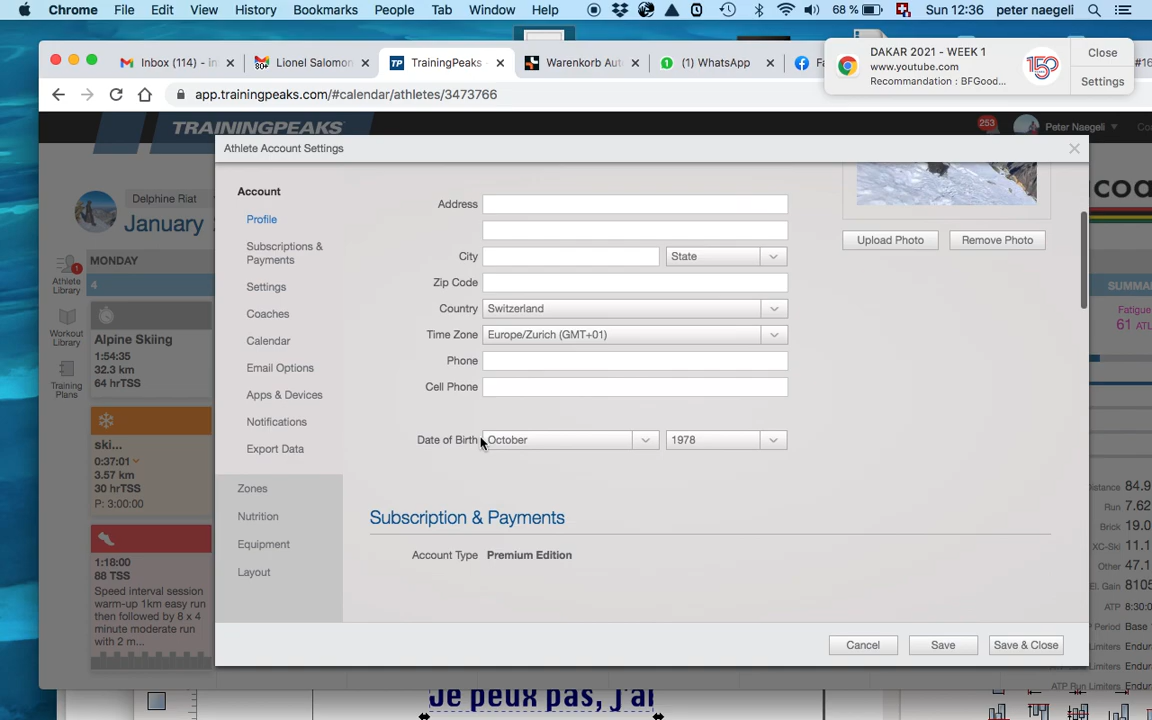 Chrome File Edit View History Bookmarks People Tab Window Help 68 % Sun 12:36 peter naegeli
DAKAR 2021 - WEEK 1
www.youtube.com
Recommandation : BFGood...
Close
Settings
Inbox (114) - in
Lionel Salomon
TrainingPeaks
Warenkorb Aut
(1) WhatsApp
app.trainingpeaks.com/#calendar/athletes/3473766
TRAININGPEAKS
253
Peter Naegeli
Athlete Account Settings
Delphine Riat
January
MONDAY
4
Athlete
Library
Workout
Library
Training
Plans
Alpine Skiing
1:54:35
32.3 km
64 hrTSS
ski...
0:37:01
3.57 km
30 hrTSS
P: 3:00:00
1:18:00
88 TSS
Speed interval session
warm-up 1km easy run
then followed by 8 x 4
minute moderate run
with 2 m...
Account
Profile
Subscriptions &
Payments
Settings
Coaches
Calendar
Email Options
Apps & Devices
Notifications
Export Data
Zones
Nutrition
Equipment
Layout
Address
City State
Zip Code
Country Switzerland
Time Zone Europe/Zurich (GMT+01)
Phone
Cell Phone
Date of Birth October 1978
Upload Photo Remove Photo
Subscription & Payments
Account Type Premium Edition
Cancel Save Save & Close
coa
SUMMA
Fatigue
61 ATL
istance 84.9
Run 7.62
Brick 19.0
XC-Ski 11.1
Other 47.1
El. Gain 8105
ATP 8:30:0
Period Base
Limiters Endur
Limiters Endur
ATP Run Limiters Endur
Je peux pas, j'ai